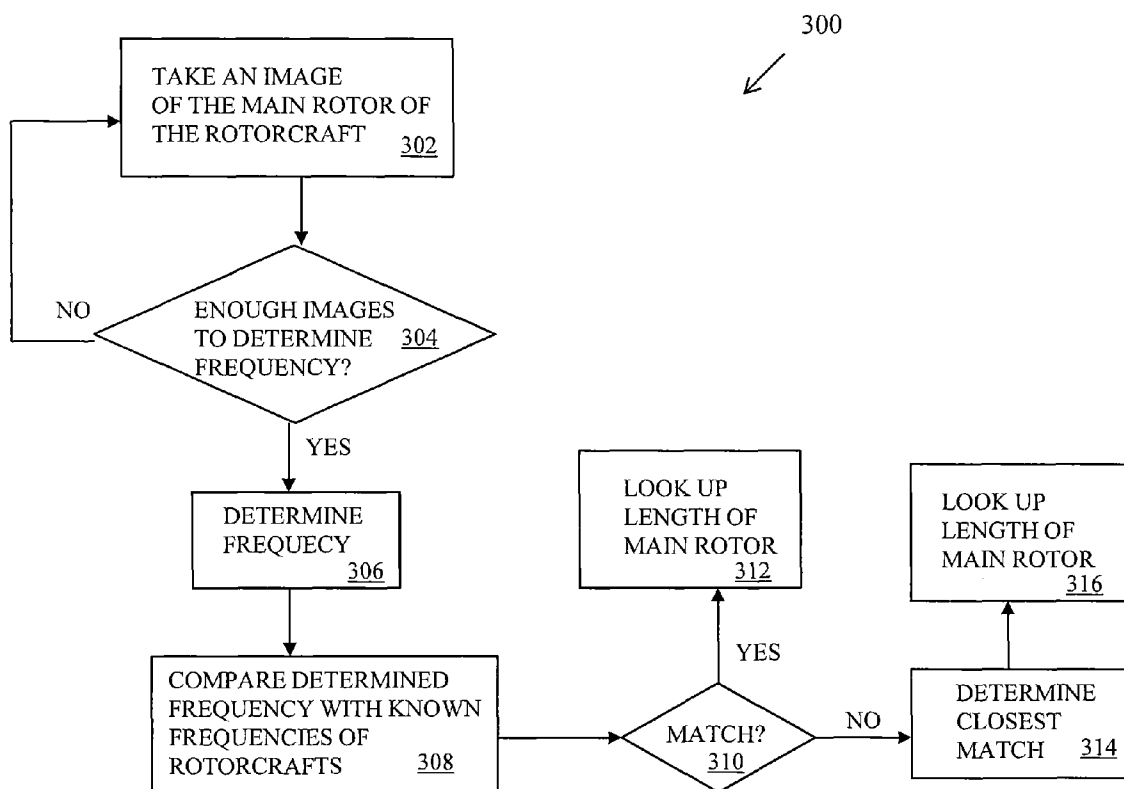 300
TAKE AN IMAGE
OF THE MAIN ROTOR OF
THE ROTORCRAFT
302
NO
ENOUGH IMAGES
TO DETERMINE
FREQUENCY?
304
YES
DETERMINE
FREQUECY
306
COMPARE DETERMINED
FREQUENCY WITH KNOWN
FREQUENCIES OF
ROTORCRAFTS
308
MATCH?
310
YES
LOOK UP
LENGTH OF
MAIN ROTOR
312
NO
DETERMINE
CLOSEST
MATCH
314
LOOK UP
LENGTH OF
MAIN ROTOR
316